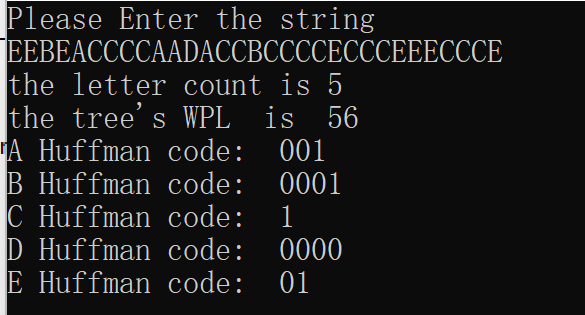 Please Enter the string
EEBEACCCCAADACCBCCCCECCCEEECCCE
the letter count is 5
the tree's WPL  is  56
A Huffman code:  001
B Huffman code:  0001
C Huffman code:  1
D Huffman code:  0000
E Huffman code:  01